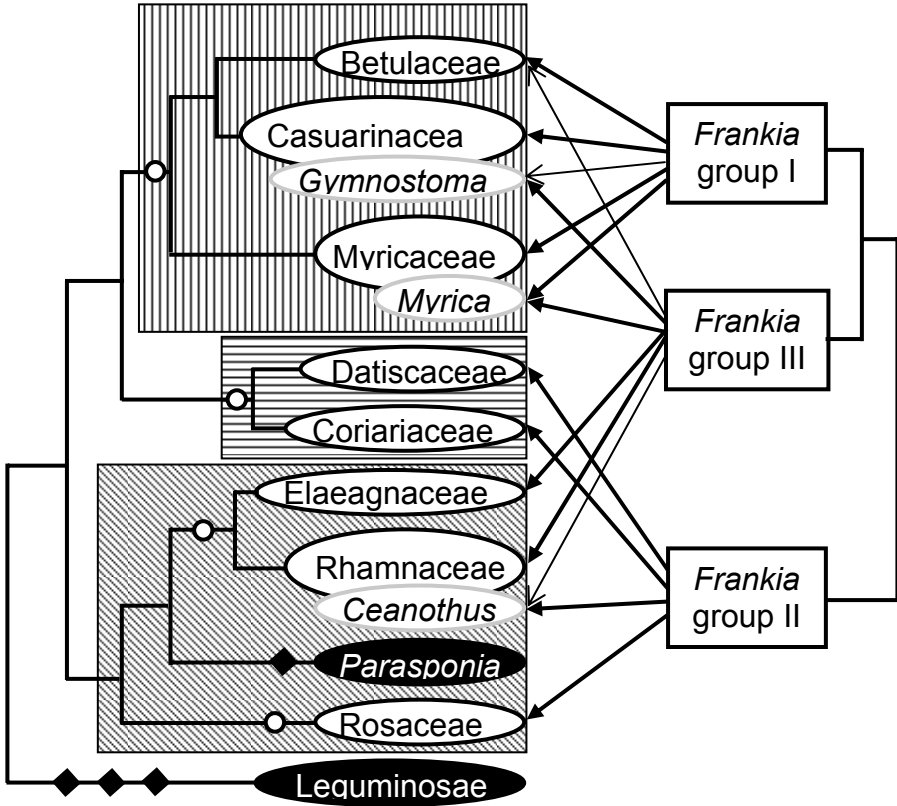 Betulaceae
Casuarinacea
Gymnostoma
Myricaceae
Myrica
Datiscaceae
Coriariaceae
Elaeagnaceae
Rhamnaceae
Ceanothus
Parasponia
Rosaceae
Leguminosae
Frankia
group I
Frankia
group III
Frankia
group II